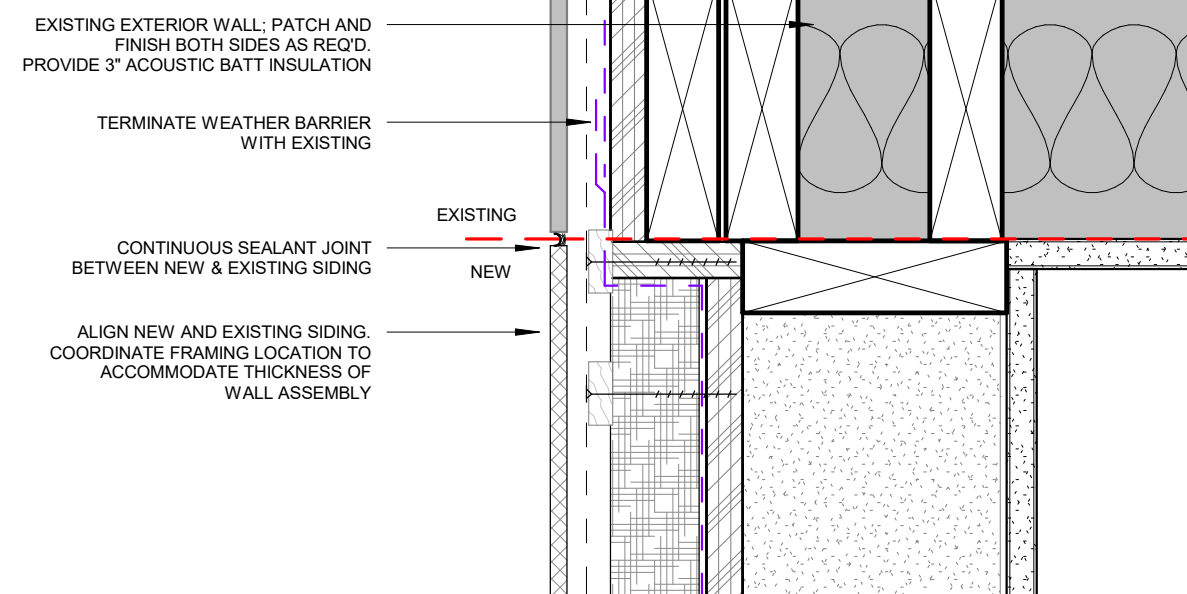 EXISTING EXTERIOR WALL; PATCH AND
FINISH BOTH SIDES AS REQ'D.
PROVIDE 3" ACOUSTIC BATT INSULATION
TERMINATE WEATHER BARRIER
WITH EXISTING
EXISTING
CONTINUOUS SEALANT JOINT
BETWEEN NEW & EXISTING SIDING
NEW
ALIGN NEW AND EXISTING SIDING.
COORDINATE FRAMING LOCATION TO
ACCOMMODATE THICKNESS OF
WALL ASSEMBLY